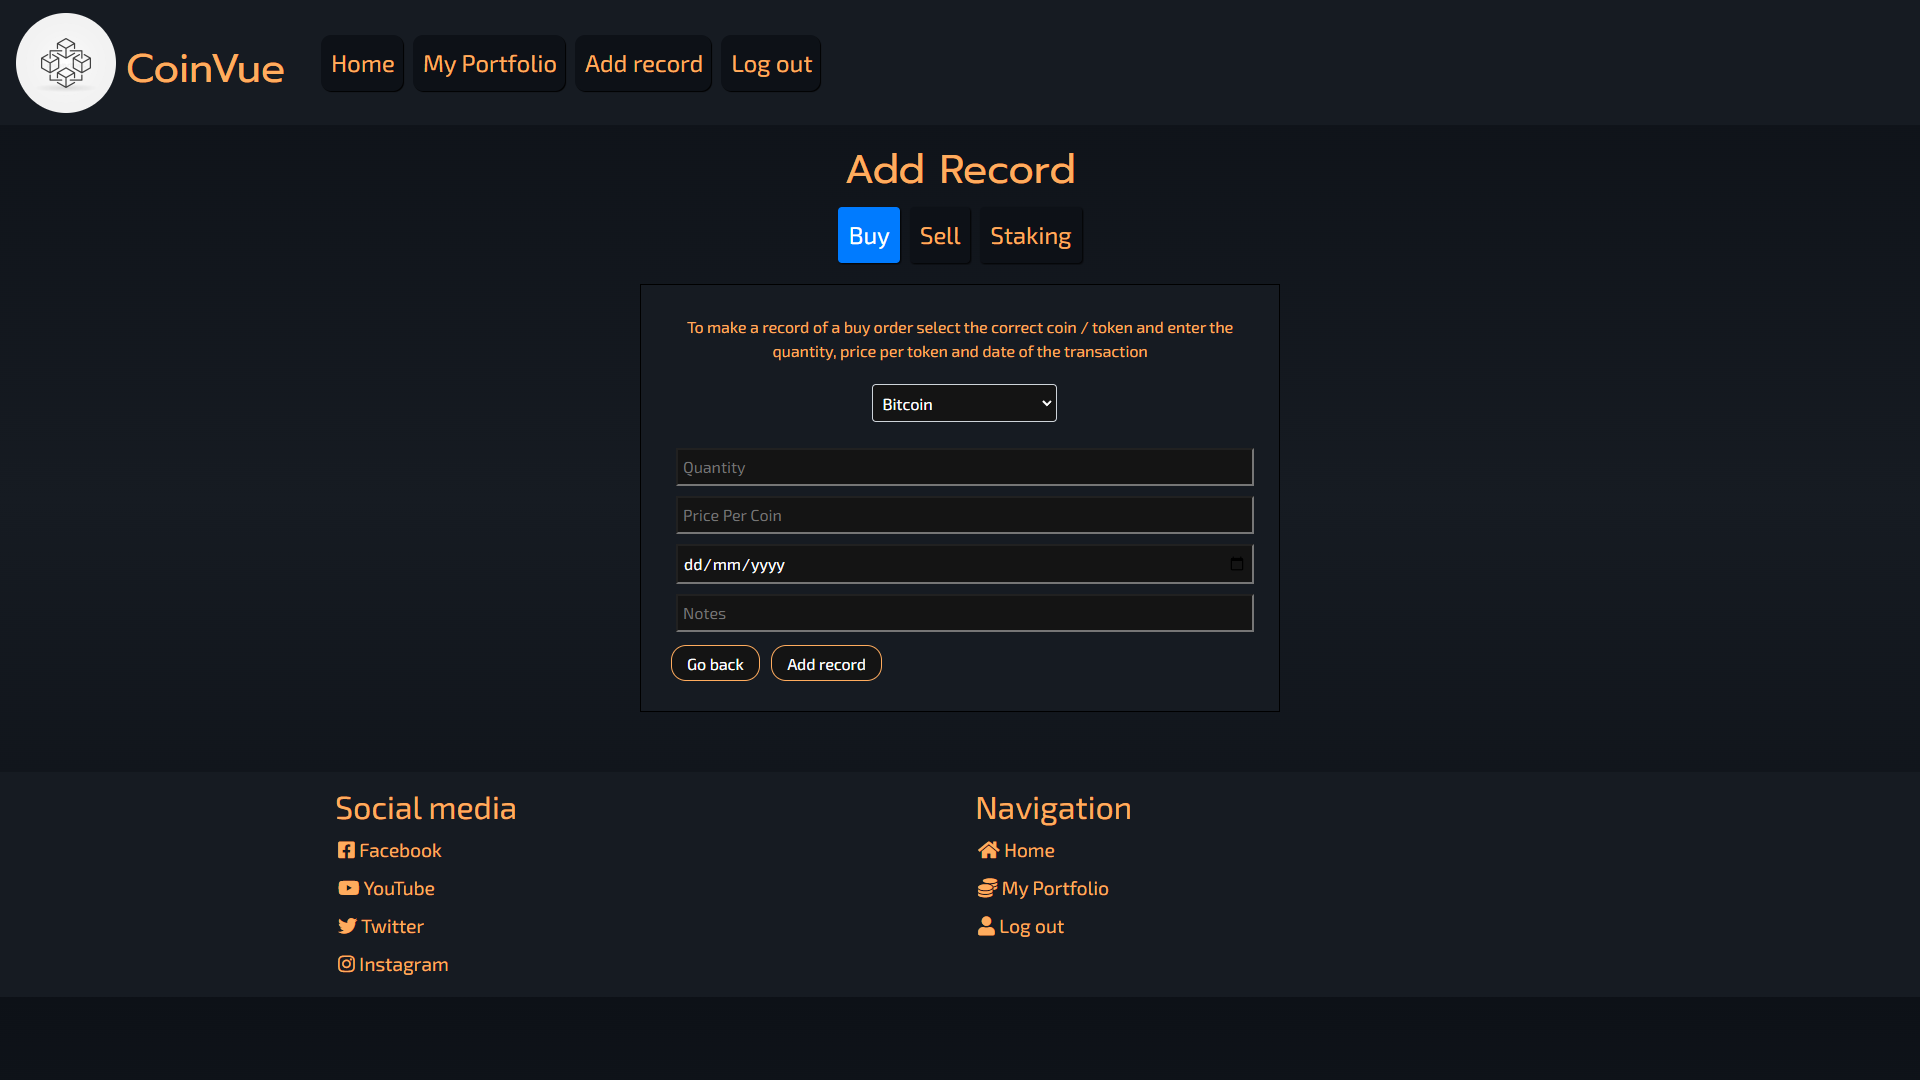 CoinVue
Home
My Portfolio
Add record
Log out
Add Record
Buy
Sell
Staking
To make a record of a buy order select the correct coin / token and enter the
quantity, price per token and date of the transaction
Bitcoin
Quantity
Price Per Coin
dd/mm/yyyy
Notes
Go back
Add record
Social media
Facebook
YouTube
Twitter
Instagram
Navigation
Home
My Portfolio
Log out